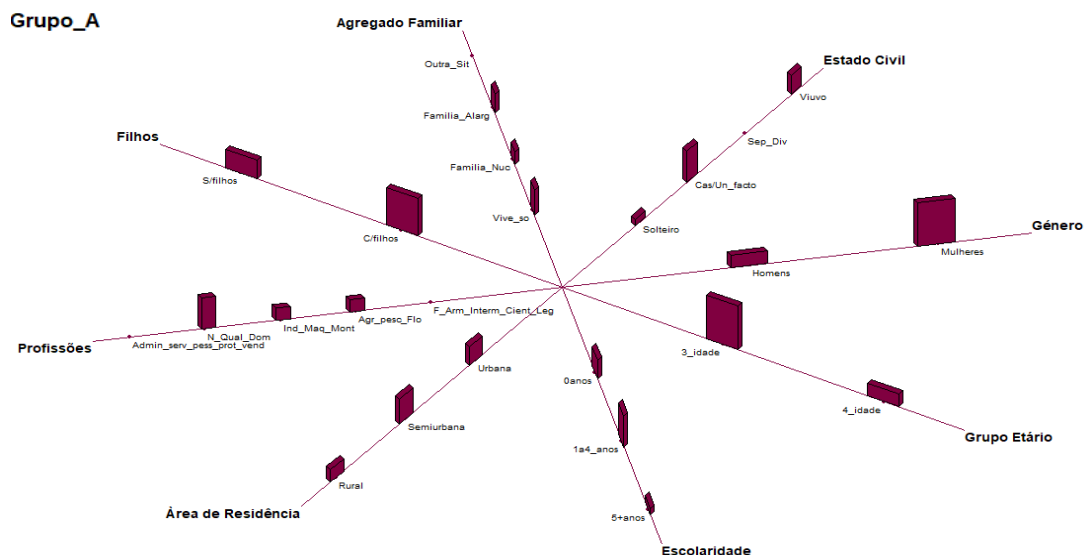 Grupo_A
Agregado Familiar
Outra_Sit
Familia_Alarg
Familia_Nuc
Vive_so
Estado Civil
Viuvo
Sep_Div
Cas/Un_facto
Solteiro
Filhos
S/filhos
C/filhos
Género
Mulheres
Homens
Profissões
Admin_serv_pess_prot_vend
N_Qual_Dom
Ind_Maq_Mont
Agr_pesc_Flo
F_Arm_Interm_Cient_Leg
Urbana
Semiurbana
Rural
Área de Residência
0anos
1a4_anos
5+anos
Escolaridade
3_idade
4_idade
Grupo Etário